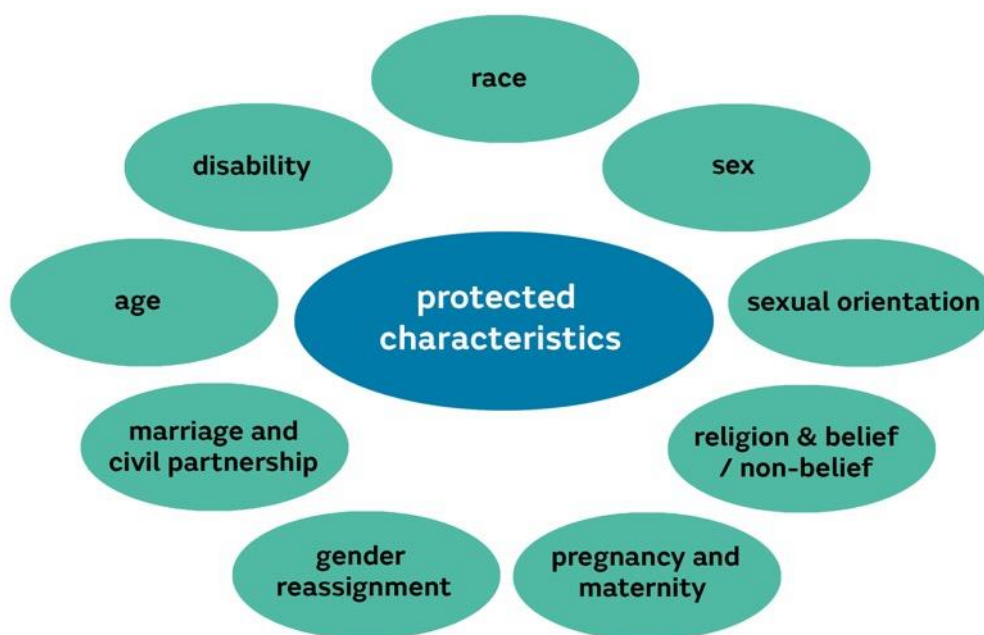 race
disability
sex
protected
characteristics
age
sexual orientation
marriage and
civil partnership
religion & belief
/ non-belief
gender
reassignment
pregnancy and
maternity